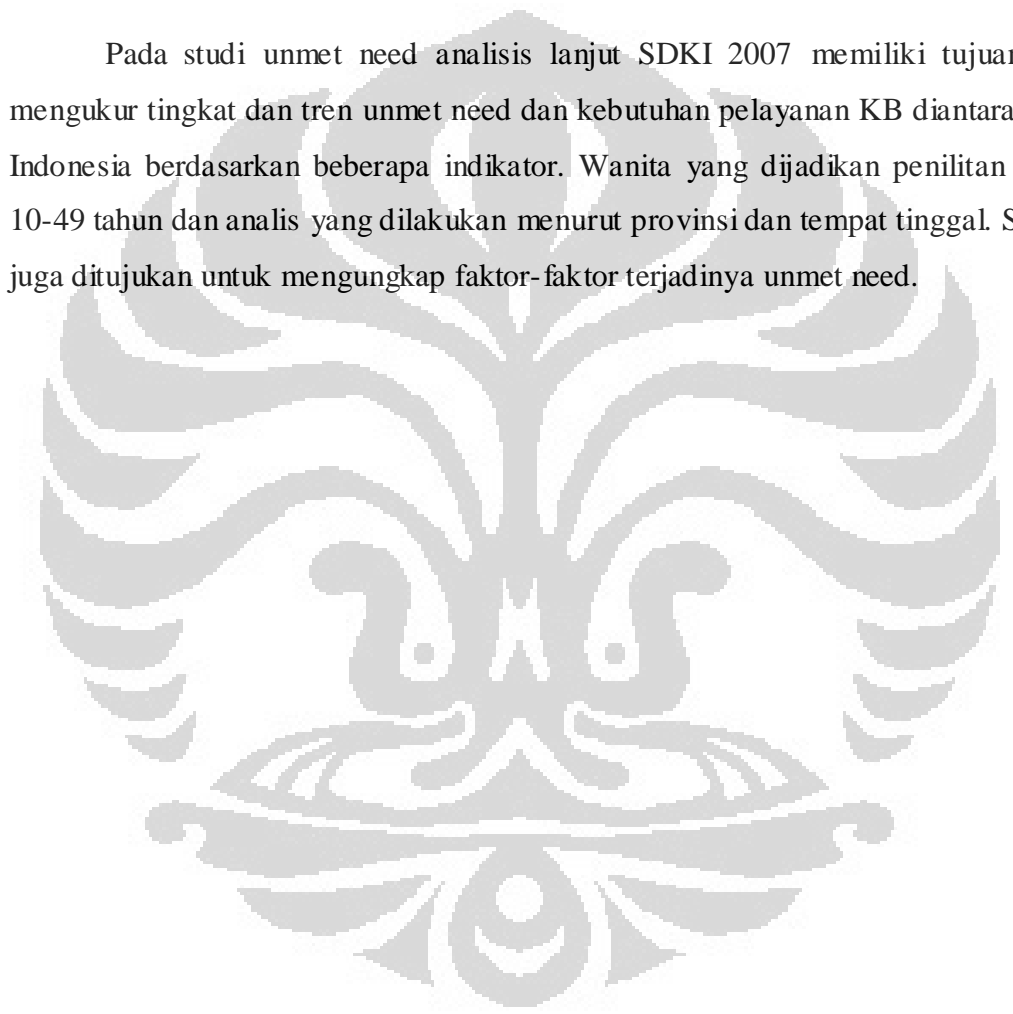 Pada studi unmet need analisis lanjut SDKI 2007 memiliki tujuan
mengukur tingkat dan tren unmet need dan kebutuhan pelayanan KB diantara
Indonesia berdasarkan beberapa indikator. Wanita yang dijadikan penilitan
10-49 tahun dan analis yang dilakukan menurut provinsi dan tempat tinggal. S
juga ditujukan untuk mengungkap faktor-faktor terjadinya unmet need.